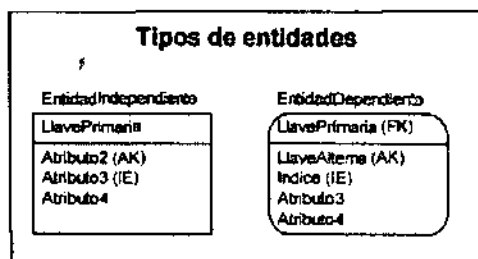 Tipos de entidades
EntidadIndependiente
LlavePrimaria
Atributo2 (AK)
Atributo3 (IE)
Atributo4
EntidadDependiente
LlavePrimaria (FK)
LlaveAlterna (AK)
Indice (IE)
Atributo3
Atributo4